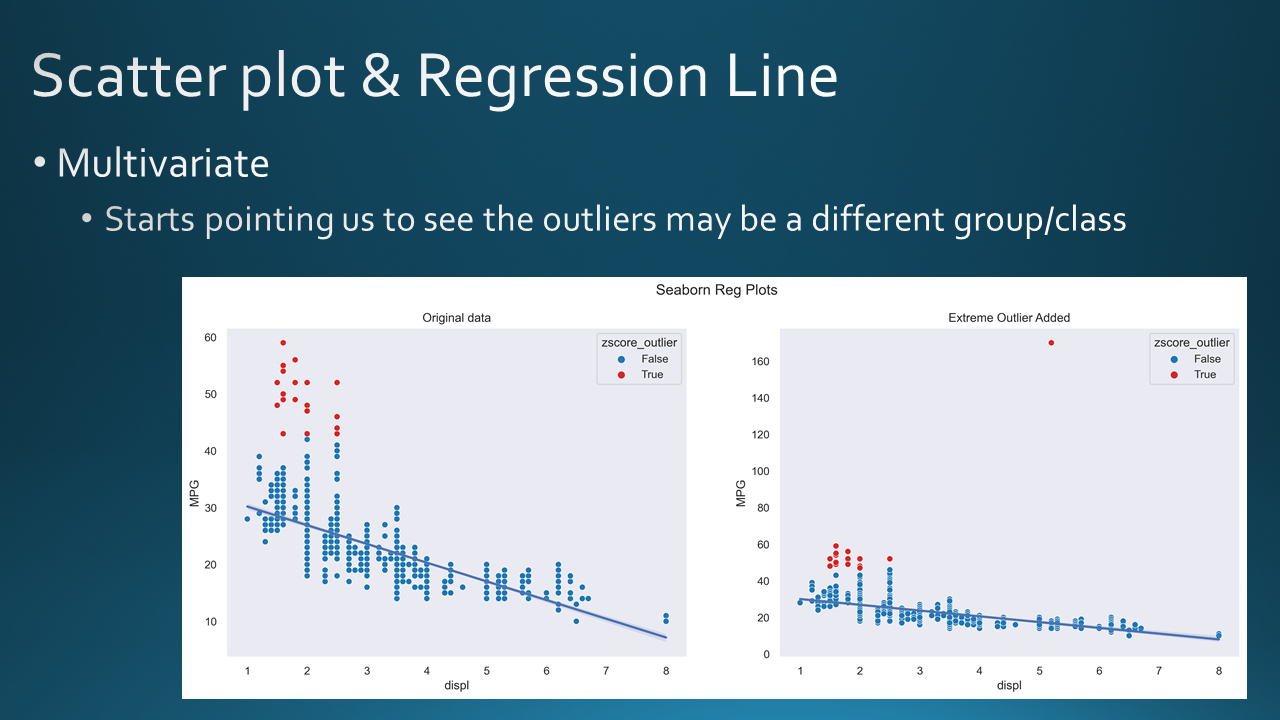 Scatter plot & Regression Line
• Multivariate
• Starts pointing us to see the outliers may be a different group/class
Seaborn Reg Plots
Original data
60
50
40
30
20
10
MPG
1 2 3 4 5 6 7 8
displ
zscore_outlier
False
True
Extreme Outlier Added
160
140
120
100
80
60
40
20
0
MPG
1 2 3 4 5 6 7 8
displ
zscore_outlier
False
True